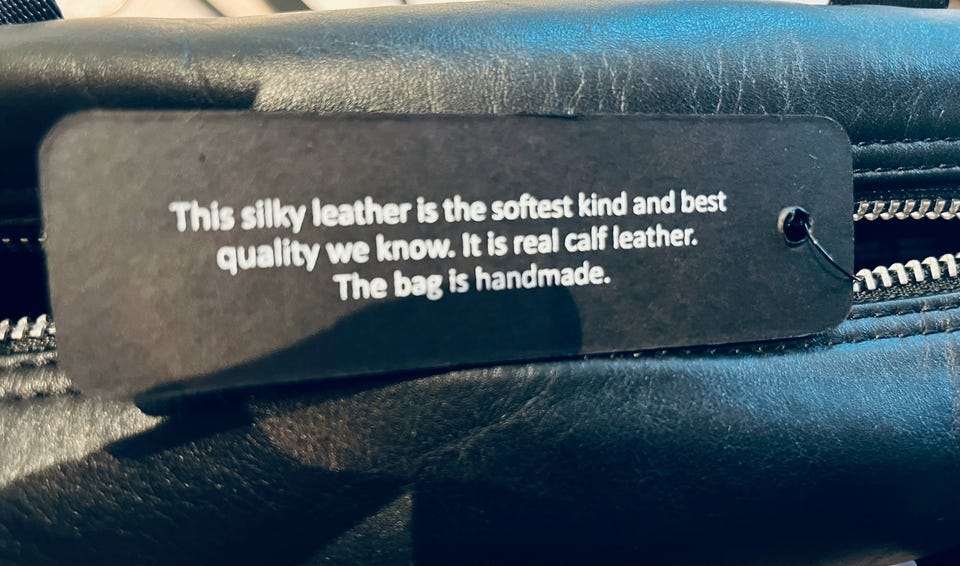 This silky leather is the softest kind and best
quality we know. It is real calf leather.
The bag is handmade.